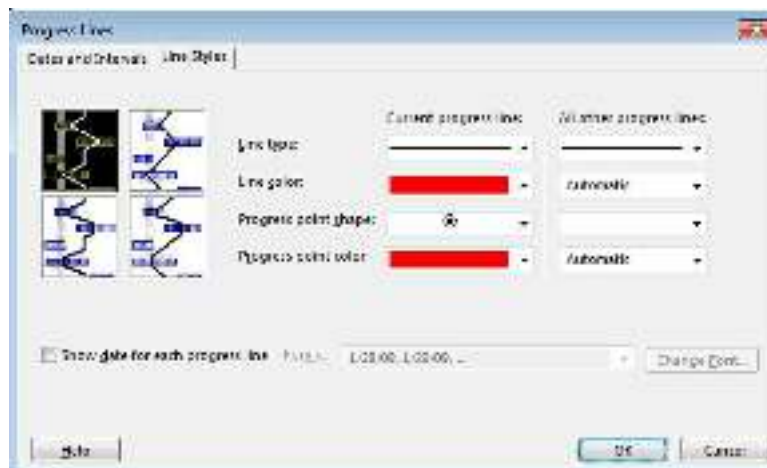 Progress Lines
Dates and Intervals Line Styles
Current progress line: All other progress lines:
Line type:
Line color: Automatic
Progress point shape:
Progress point color: Automatic
Show date for each progress line
Change Font...
Help OK Cancel